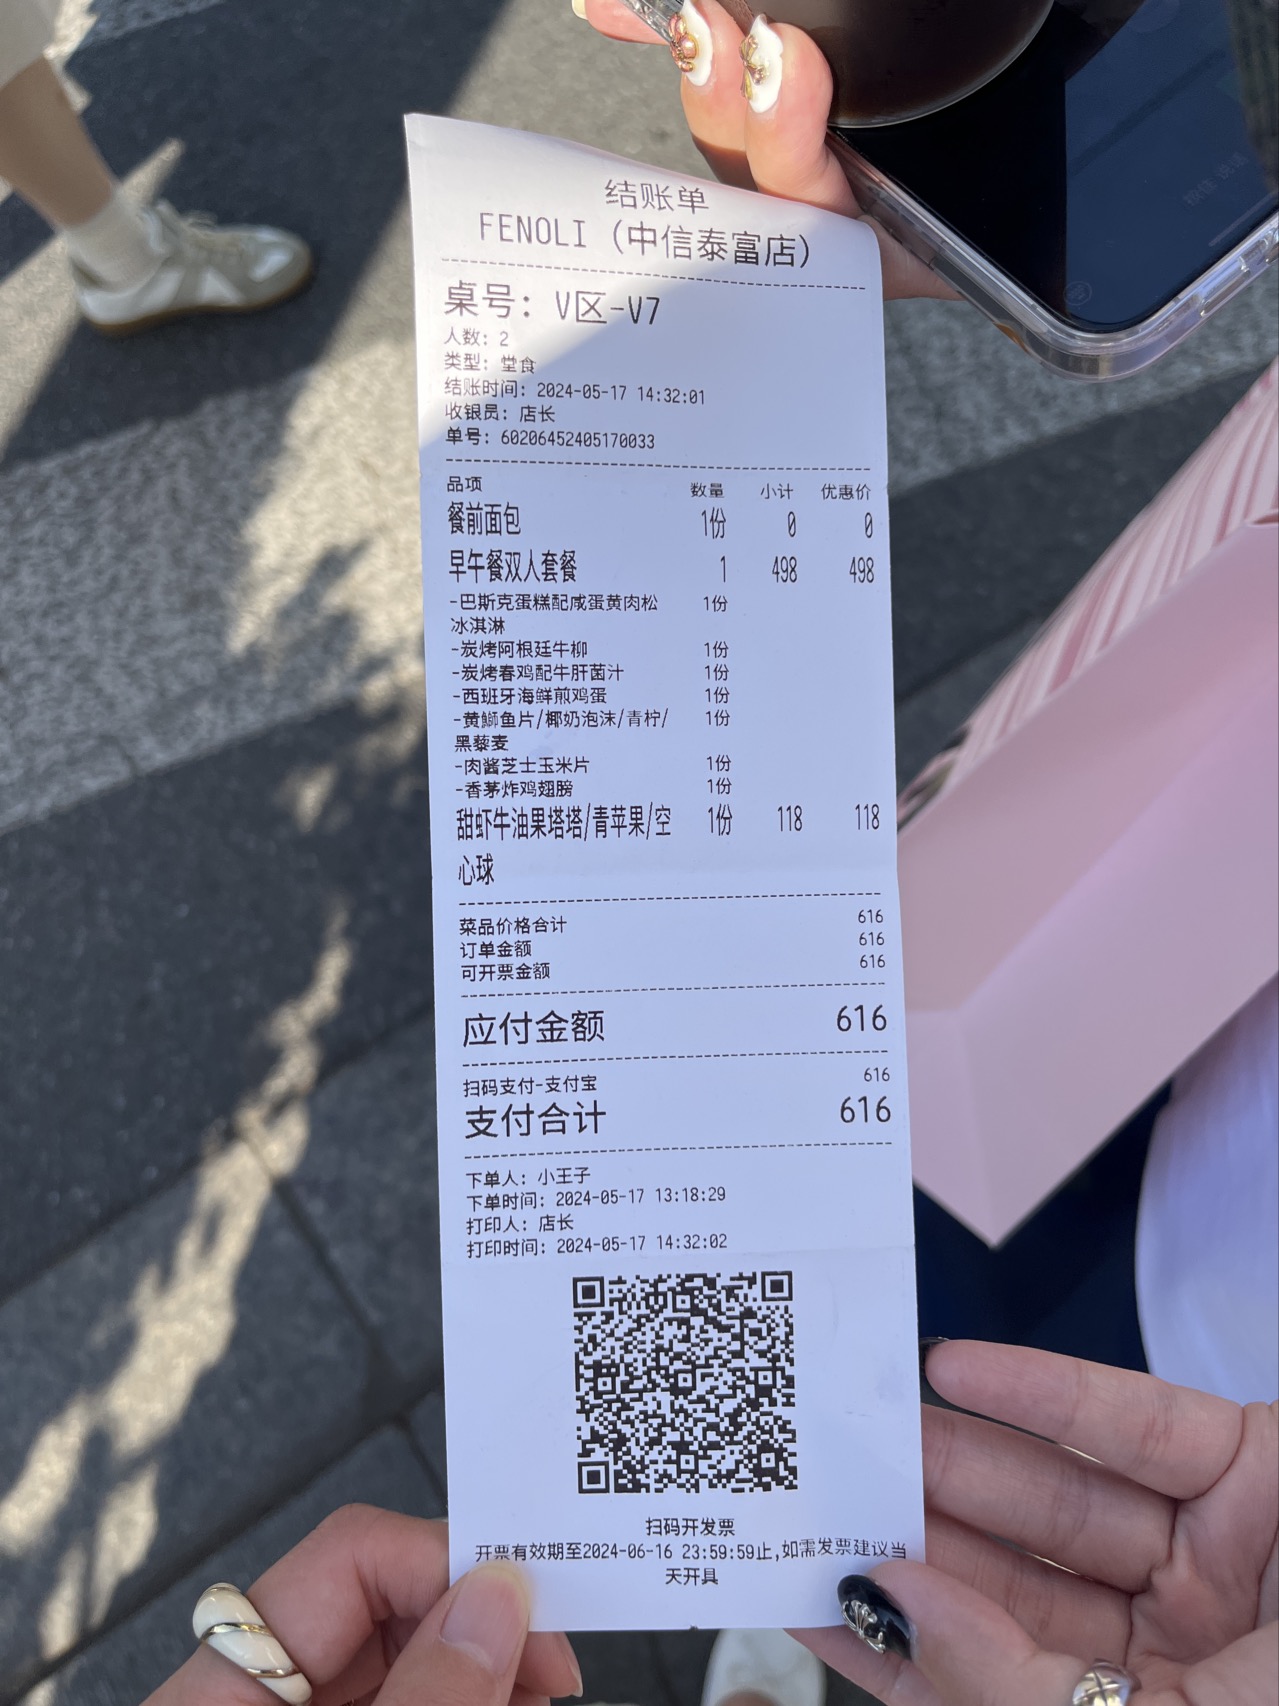 结账单
FENOLI (中信泰富店)
桌号: V区-V7
人数: 2
类型: 堂食
结账时间: 2024-05-17 14:32:01
收银员: 店长
单号: 60206452405170033
品项 数量 小计 优惠价
餐前面包 1份 0 0
早午餐双人套餐 1 498 498
-巴斯克蛋糕配咸蛋黄肉松 1份
冰淇淋
-炭烤阿根廷牛柳 1份
-炭烤春鸡配牛肝菌汁 1份
-西班牙海鲜煎鸡蛋 1份
-黄鰤鱼片/椰奶泡沫/青柠/ 1份
黑藜麦
-肉酱芝士玉米片 1份
-香茅炸鸡翅膀 1份
甜虾牛油果塔塔/青苹果/空 1份 118 118
心球
菜品价格合计 616
订单金额 616
可开票金额 616
应付金额 616
扫码支付-支付宝 616
支付合计 616
下单人: 小王子
下单时间: 2024-05-17 13:18:29
打印人: 店长
打印时间: 2024-05-17 14:32:02
扫码开发票
开票有效期至2024-06-16 23:59:59止,如需发票建议当
天开具